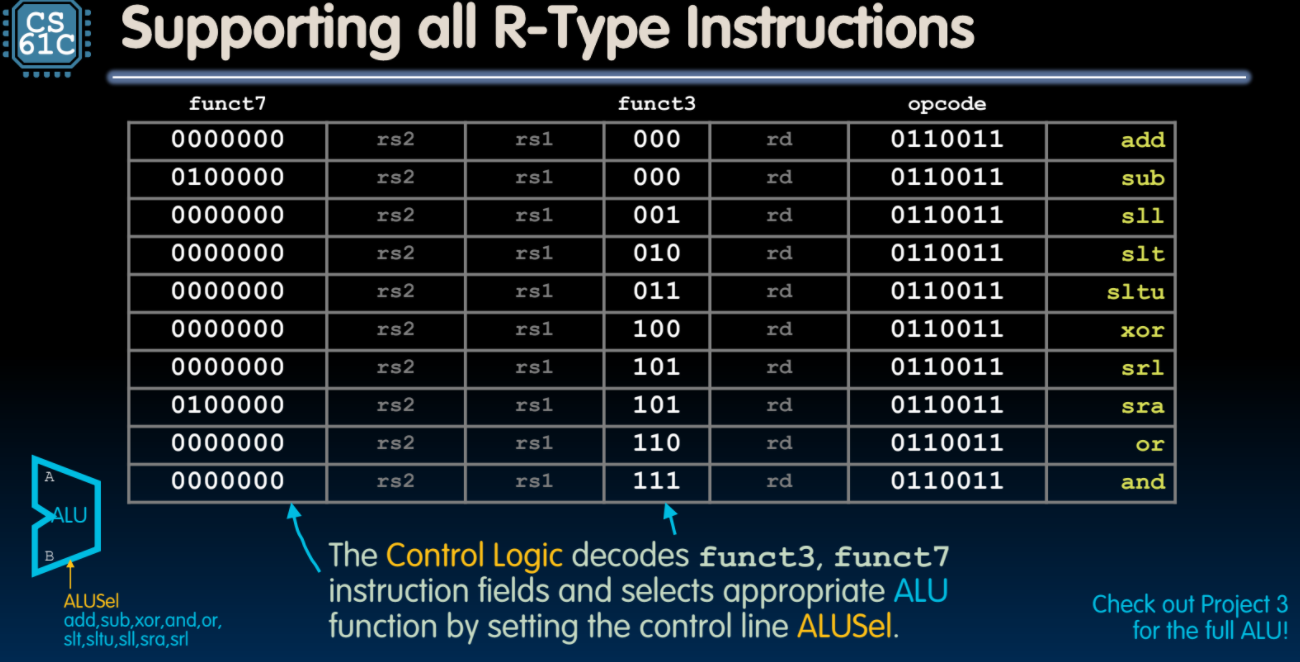 CS
61C
Supporting all R-Type Instructions
funct7 funct3 opcode
0000000 rs2 rs1 000 rd 0110011 add
0100000 rs2 rs1 000 rd 0110011 sub
0000000 rs2 rs1 001 rd 0110011 sll
0000000 rs2 rs1 010 rd 0110011 slt
0000000 rs2 rs1 011 rd 0110011 sltu
0000000 rs2 rs1 100 rd 0110011 xor
0000000 rs2 rs1 101 rd 0110011 srl
0100000 rs2 rs1 101 rd 0110011 sra
0000000 rs2 rs1 110 rd 0110011 or
0000000 rs2 rs1 111 rd 0110011 and
A
ALU
B
ALUSel
add,sub,xor,and,or,
slt,sltu,sll,sra,srl
The Control Logic decodes funct3, funct7
instruction fields and selects appropriate ALU
function by setting the control line ALUSel.
Check out Project 3
for the full ALU!